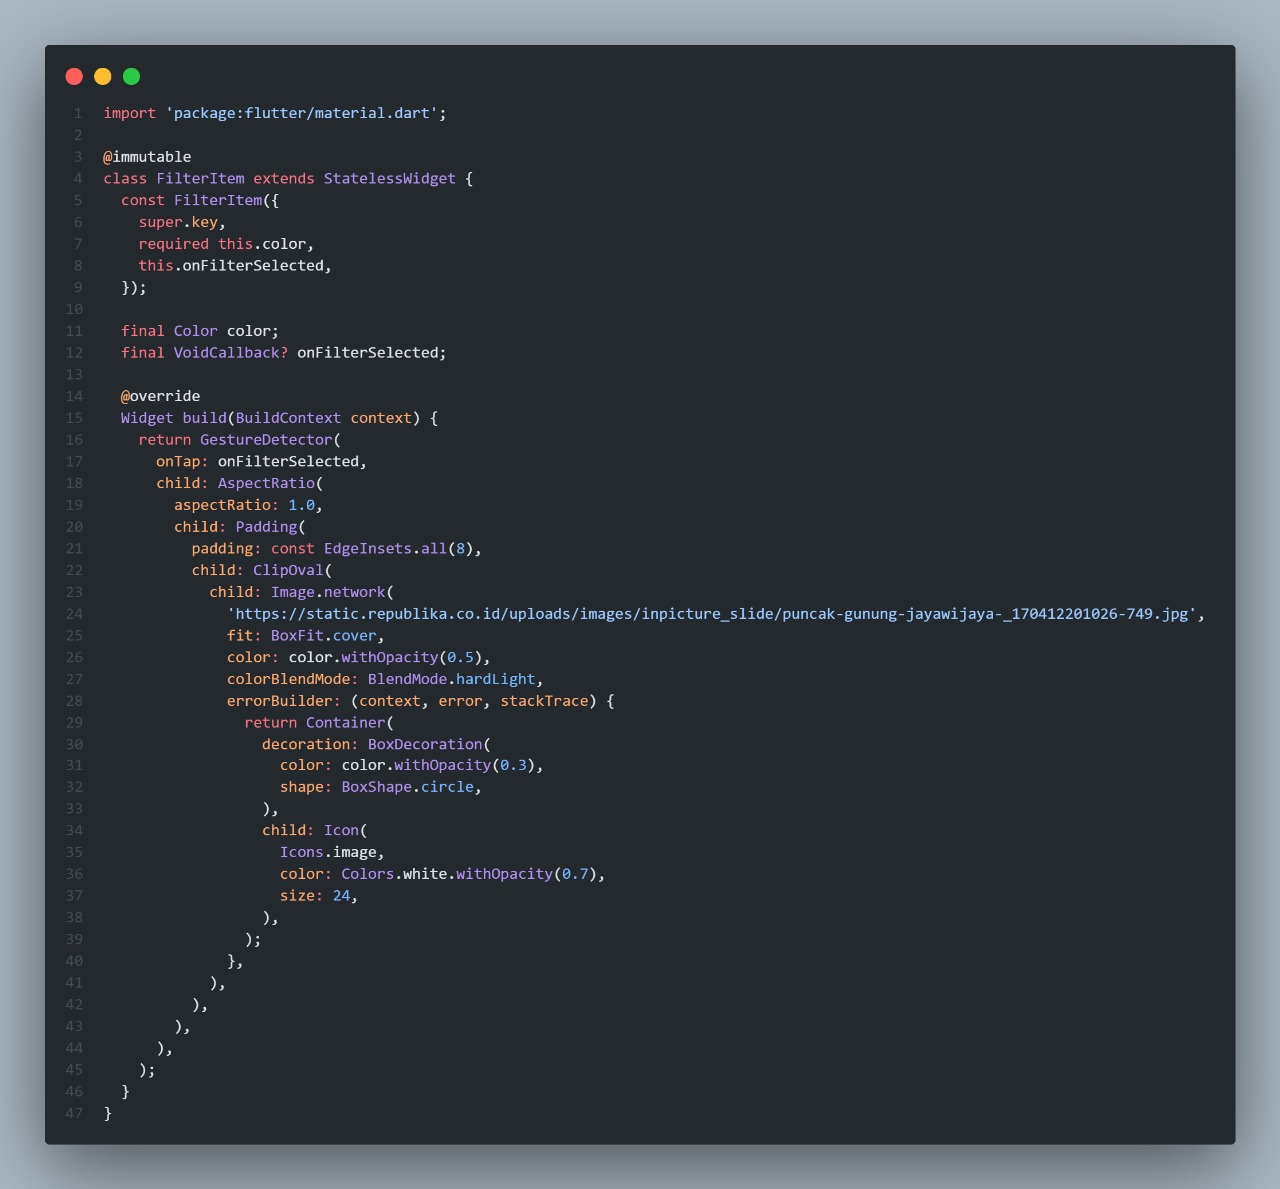 1 import 'package:flutter/material.dart';
2
3 @immutable
4 class FilterItem extends StatelessWidget {
5   const FilterItem({
6     super.key,
7     required this.color,
8     this.onFilterSelected,
9   });
10
11   final Color color;
12   final VoidCallback? onFilterSelected;
13
14   @override
15   Widget build(BuildContext context) {
16     return GestureDetector(
17       onTap: onFilterSelected,
18       child: AspectRatio(
19         aspectRatio: 1.0,
20         child: Padding(
21           padding: const EdgeInsets.all(8),
22           child: ClipOval(
23             child: Image.network(
24               'https://static.republika.co.id/uploads/images/inpicture_slide/puncak-gunung-jayawijaya-_170412201026-749.jpg',
25               fit: BoxFit.cover,
26               color: color.withOpacity(0.5),
27               colorBlendMode: BlendMode.hardLight,
28               errorBuilder: (context, error, stackTrace) {
29                 return Container(
30                   decoration: BoxDecoration(
31                     color: color.withOpacity(0.3),
32                     shape: BoxShape.circle,
33                   ),
34                   child: Icon(
35                     Icons.image,
36                     color: Colors.white.withOpacity(0.7),
37                     size: 24,
38                   ),
39                 );
40               },
41             ),
42           ),
43         ),
44       ),
45     );
46   }
47 }